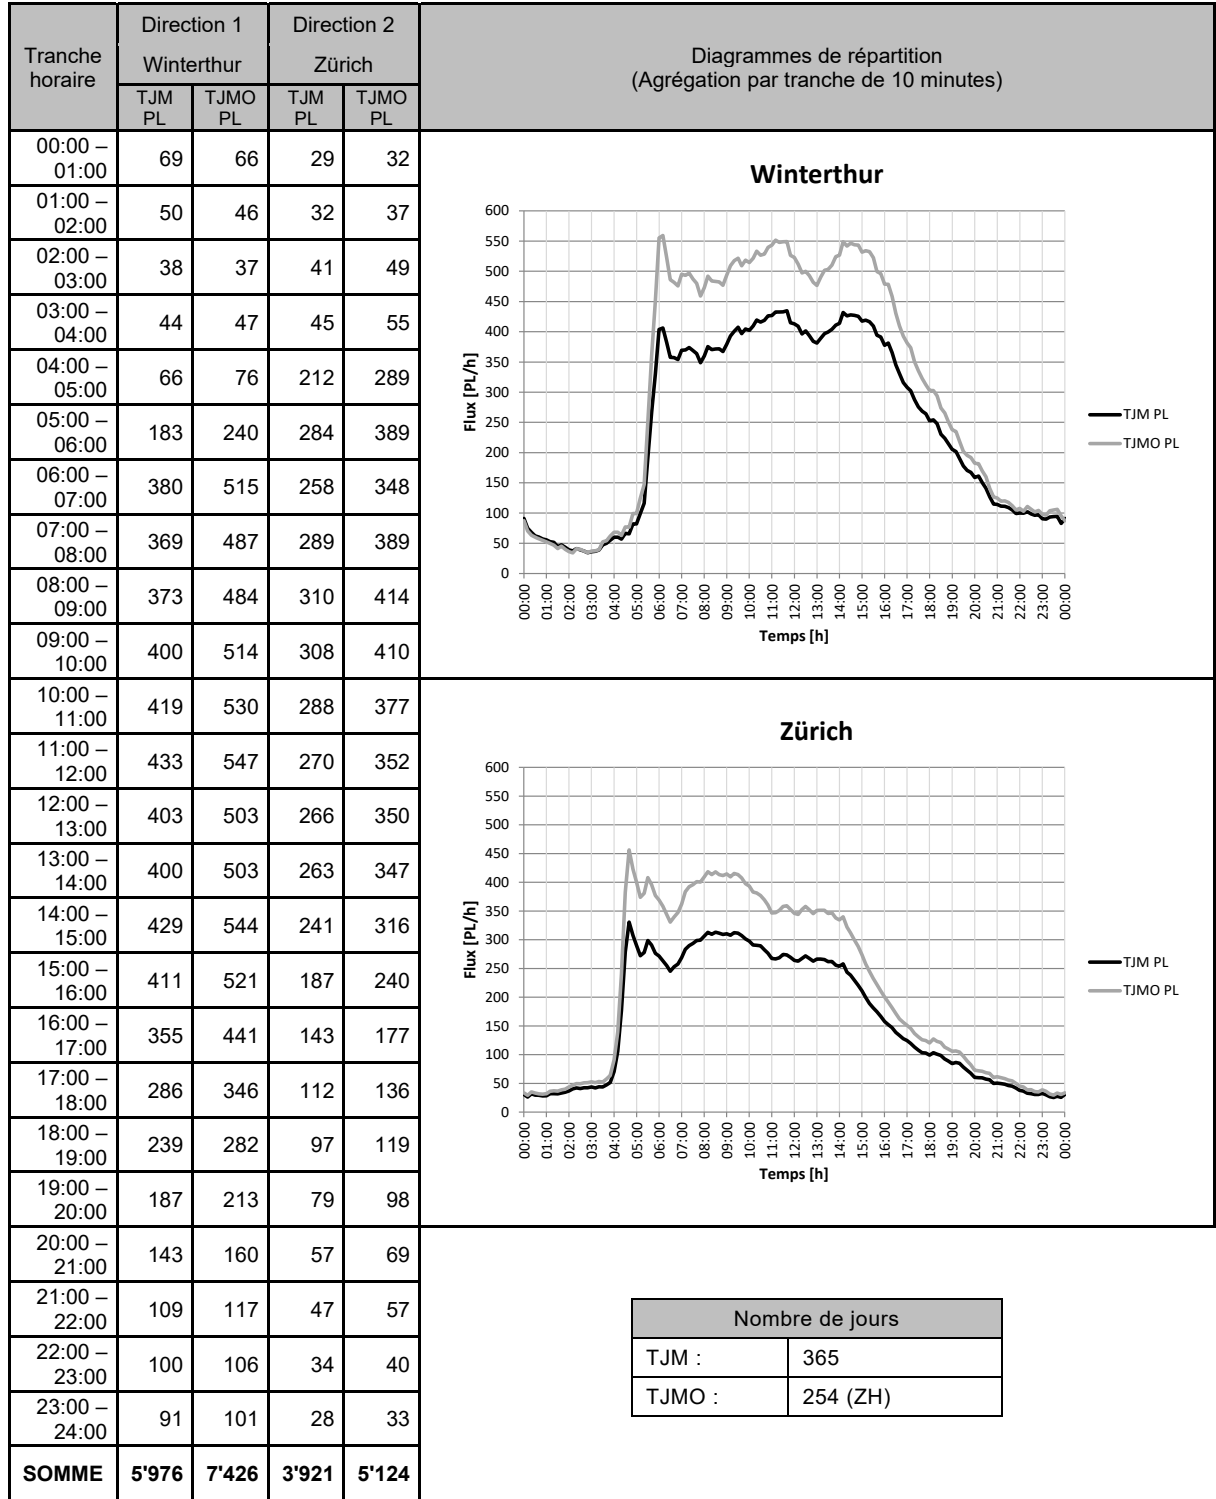 Tranche horaire
Direction 1
Direction 2
Winterthur
Zürich
TJM PL
TJMO PL
TJM PL
TJMO PL
Diagrammes de répartition
(Agrégation par tranche de 10 minutes)
00:00 – 01:00 69 66 29 32
01:00 – 02:00 50 46 32 37
02:00 – 03:00 38 37 41 49
03:00 – 04:00 44 47 45 55
04:00 – 05:00 66 76 212 289
05:00 – 06:00 183 240 284 389
06:00 – 07:00 380 515 258 348
07:00 – 08:00 369 487 289 389
08:00 – 09:00 373 484 310 414
09:00 – 10:00 400 514 308 410
10:00 – 11:00 419 530 288 377
11:00 – 12:00 433 547 270 352
12:00 – 13:00 403 503 266 350
13:00 – 14:00 400 503 263 347
14:00 – 15:00 429 544 241 316
15:00 – 16:00 411 521 187 240
16:00 – 17:00 355 441 143 177
17:00 – 18:00 286 346 112 136
18:00 – 19:00 239 282 97 119
19:00 – 20:00 187 213 79 98
20:00 – 21:00 143 160 57 69
21:00 – 22:00 109 117 47 57
22:00 – 23:00 100 106 34 40
23:00 – 24:00 91 101 28 33
SOMME 5'976 7'426 3'921 5'124
Winterthur
Flux [PL/h]
600
550
500
450
400
350
300
250
200
150
100
50
0
00:00 01:00 02:00 03:00 04:00 05:00 06:00 07:00 08:00 09:00 10:00 11:00 12:00 13:00 14:00 15:00 16:00 17:00 18:00 19:00 20:00 21:00 22:00 23:00 00:00
Temps [h]
TJM PL
TJMO PL
Zürich
Flux [PL/h]
600
550
500
450
400
350
300
250
200
150
100
50
0
00:00 01:00 02:00 03:00 04:00 05:00 06:00 07:00 08:00 09:00 10:00 11:00 12:00 13:00 14:00 15:00 16:00 17:00 18:00 19:00 20:00 21:00 22:00 23:00 00:00
Temps [h]
TJM PL
TJMO PL
Nombre de jours
TJM : 365
TJMO : 254 (ZH)